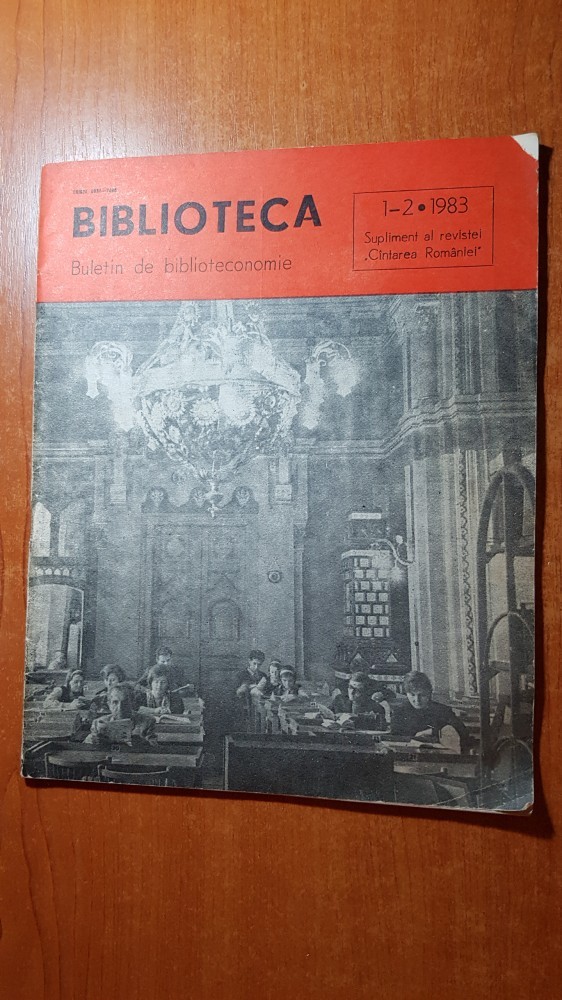 BIBLIOTECA
Buletin de biblioteconomie
1-2 • 1983
Supliment al revistei
„Cîntarea României"